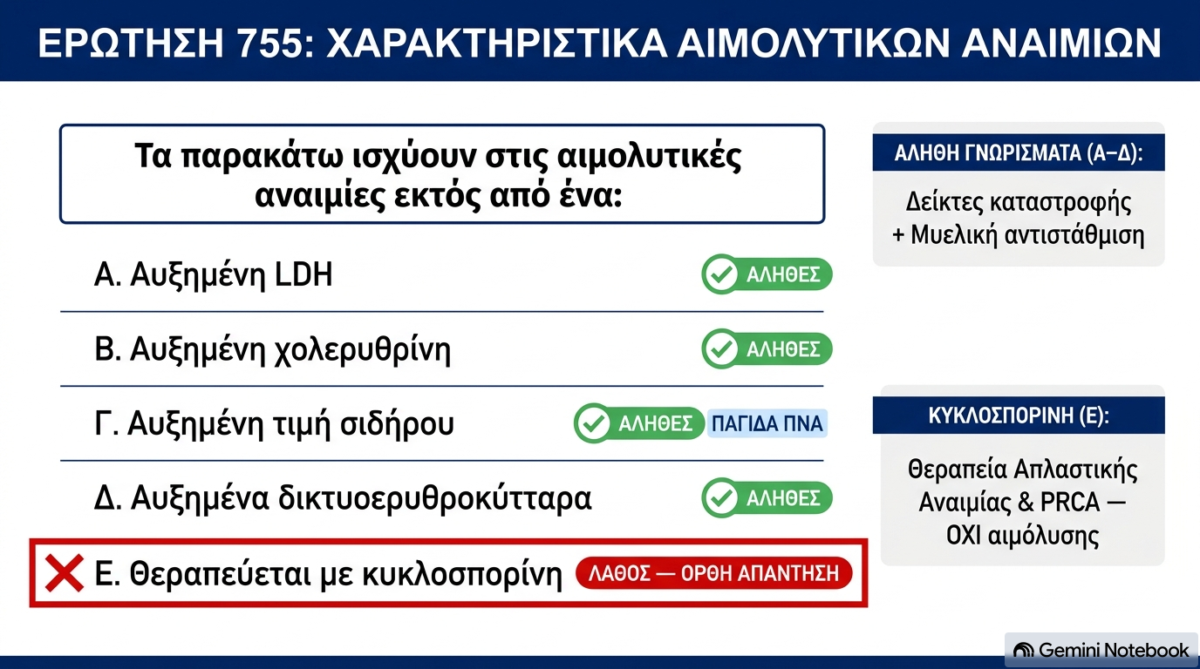 ΕΡΩΤΗΣΗ 755: ΧΑΡΑΚΤΗΡΙΣΤΙΚΑ ΑΙΜΟΛΥΤΙΚΩΝ ΑΝΑΙΜΙΩΝ
Τα παρακάτω ισχύουν στις αιμολυτικές
αναιμίες εκτός από ένα:
Α. Αυξημένη LDH
ΑΛΗΘΕΣ
Β. Αυξημένη χολερυθρίνη
ΑΛΗΘΕΣ
Γ. Αυξημένη τιμή σιδήρου
ΑΛΗΘΕΣ
ΠΑΓΙΔΑ ΠΝΑ
Δ. Αυξημένα δικτυοερυθροκύτταρα
ΑΛΗΘΕΣ
Ε. Θεραπεύεται με κυκλοσπορίνη
ΛΑΘΟΣ — ΟΡΘΗ ΑΠΑΝΤΗΣΗ
ΑΛΗΘΗ ΓΝΩΡΙΣΜΑΤΑ (Α–Δ):
Δείκτες καταστροφής
+ Μυελική αντιστάθμιση
ΚΥΚΛΟΣΠΟΡΙΝΗ (Ε):
Θεραπεία Απλαστικής
Αναιμίας & PRCA —
ΟΧΙ αιμόλυσης
Gemini Notebook